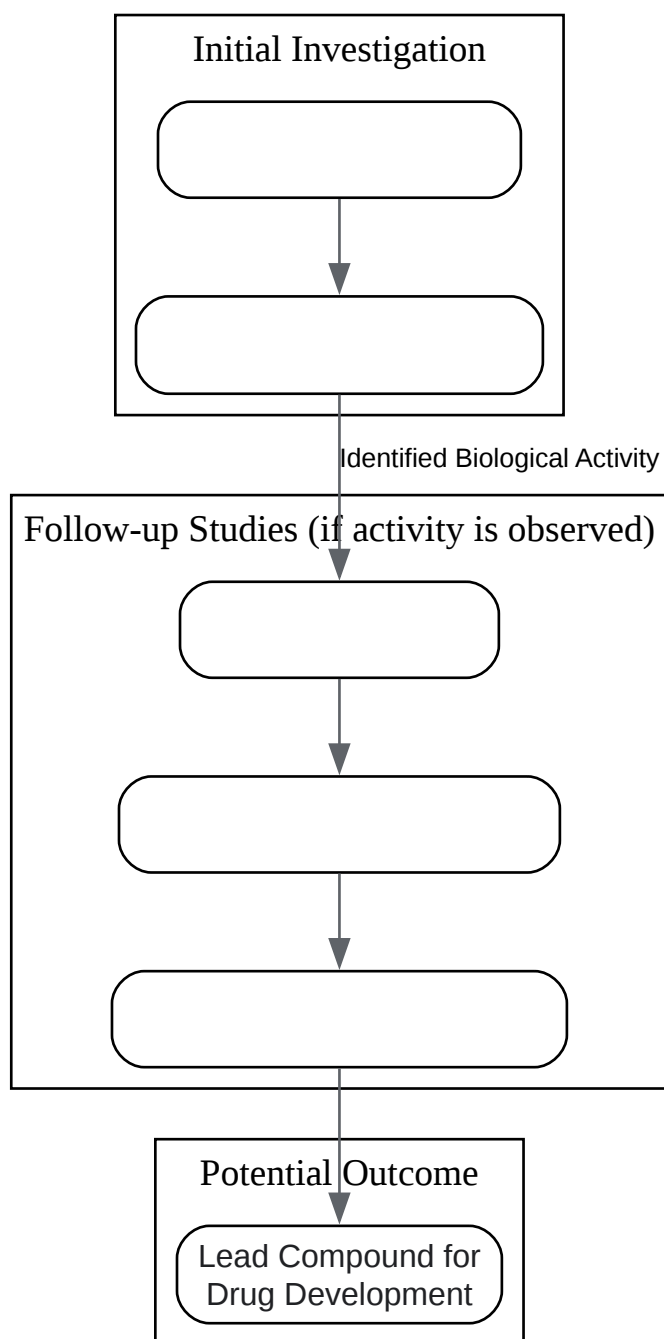 Initial Investigation
Identified Biological Activity
Follow-up Studies (if activity is observed)
Potential Outcome
Lead Compound for
Drug Development